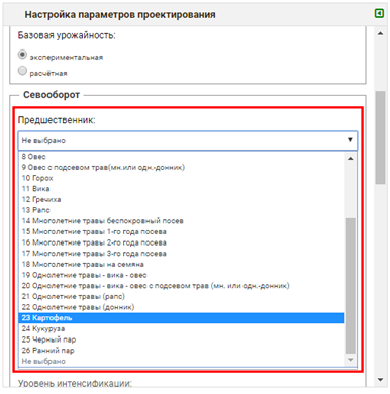 Настройка параметров проектирования
Базовая урожайность:
экспериментальная
расчётная
Севооборот
Предшественник:
Не выбрано
8 Овес
9 Овес с подсевом трав(мн.или одн.-донник)
10 Горох
11 Вика
12 Гречиха
13 Рапс
14 Многолетние травы беспокровный посев
15 Многолетние травы 1-го года посева
16 Многолетние травы 2-го года посева
17 Многолетние травы 3-го года посева
18 Многолетние травы на семяна
19 Однолетние травы - вика - овес
20 Однолетние травы - вика - овес с подсевом трав (мн. или одн.-донник)
21 Однолетние травы (рапс)
22 Однолетние травы (донник)
23 Картофель
24 Кукуруза
25 Черный пар
26 Ранний пар
Не выбрано
Уровень интенсификации: